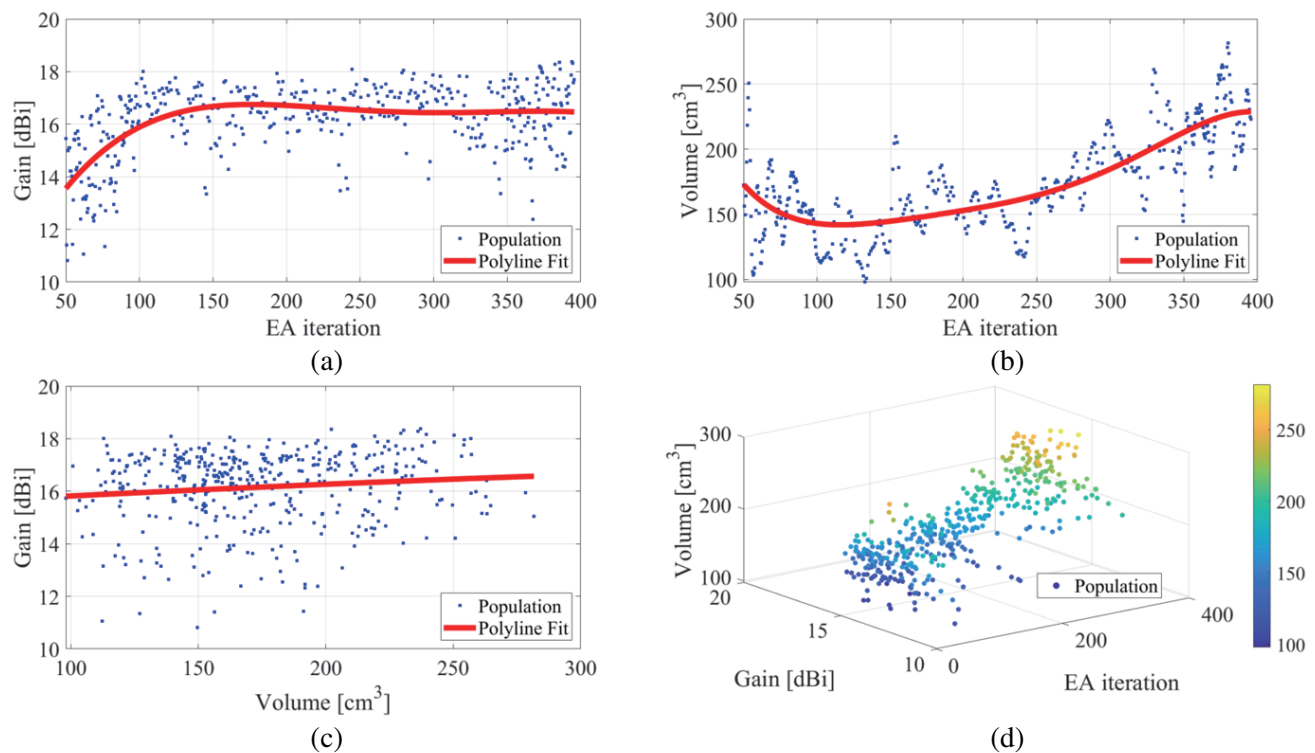 20
18
16
14
12
10
Gain [dBi]
50
100
150
200
250
300
350
400
EA iteration
Population
Polyline Fit
(a)
300
250
200
150
100
Volume [cm3]
50
100
150
200
250
300
350
400
EA iteration
Population
Polyline Fit
(b)
20
18
16
14
12
10
Gain [dBi]
100
150
200
250
300
Volume [cm3]
Population
Polyline Fit
(c)
300
200
100
Volume [cm3]
20
15
10
Gain [dBi]
0
200
400
EA iteration
Population
300
250
200
150
100
(d)